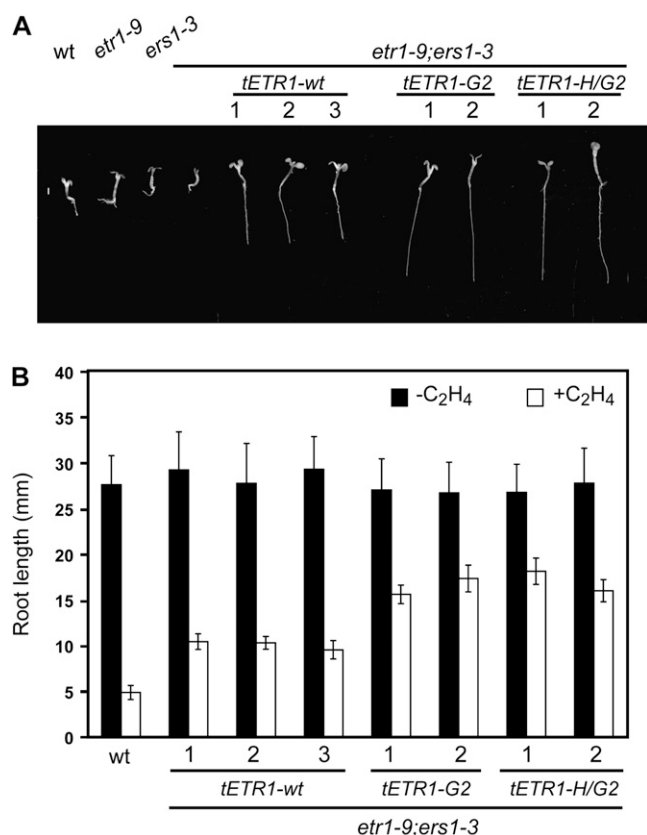 A
wt etr1-9 ers1-3 etr1-9;ers1-3
tETR1-wt tETR1-G2 tETR1-H/G2
1 2 3 1 2 1 2
B
40
35
30
25
20
15
10
5
0
Root length (mm)
-C₂H₄ +C₂H₄
wt 1 2 3 1 2 1 2
tETR1-wt tETR1-G2 tETR1-H/G2
etr1-9:ers1-3